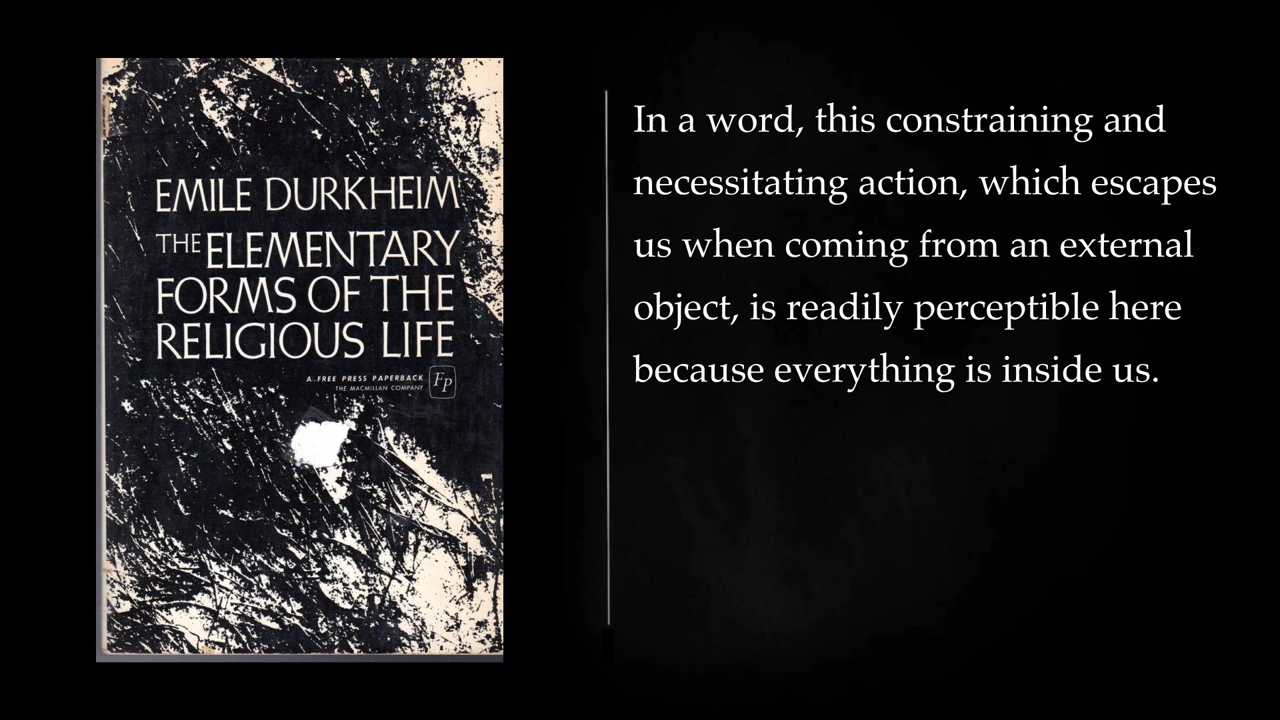 EMILE DURKHEIM
THE ELEMENTARY
FORMS OF THE
RELIGIOUS LIFE
A FREE PRESS PAPERBACK
THE MACMILLAN COMPANY
Fp
In a word, this constraining and
necessitating action, which escapes
us when coming from an external
object, is readily perceptible here
because everything is inside us.